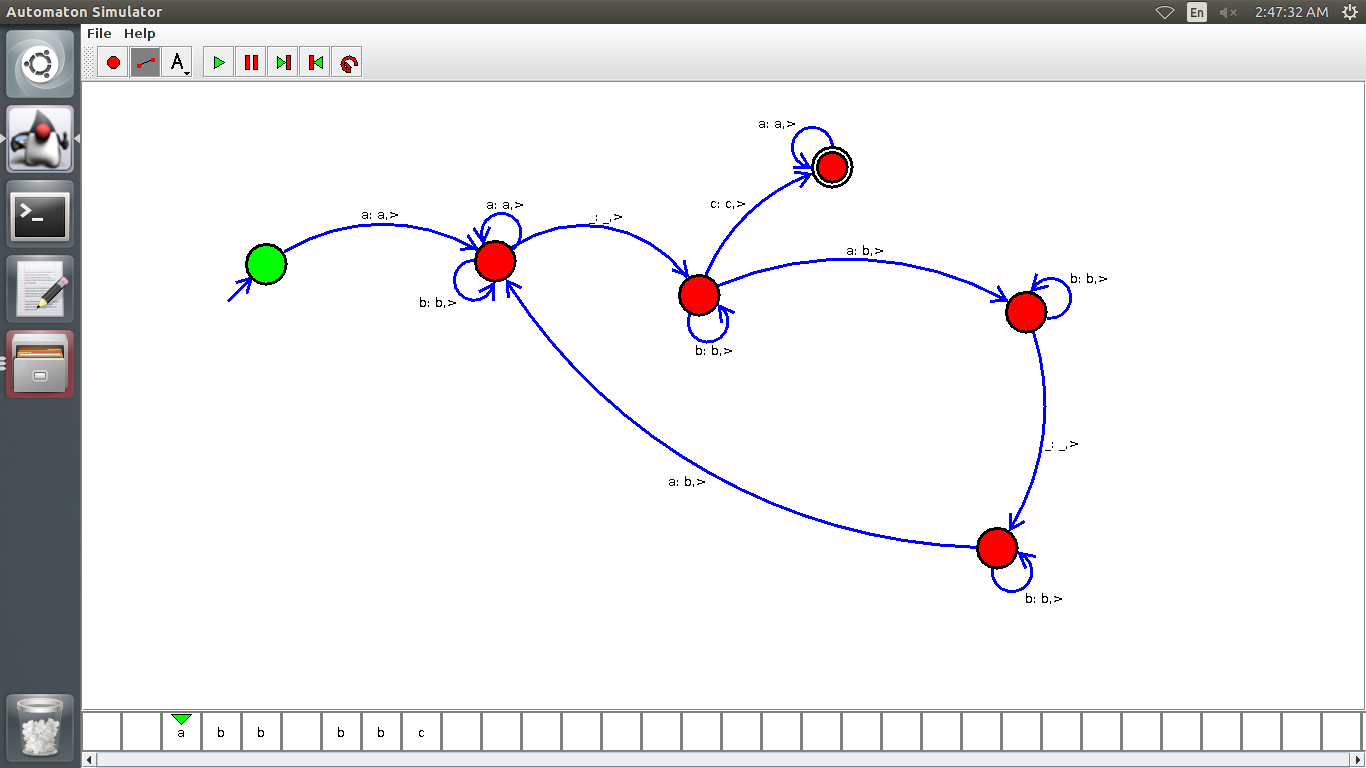 Automaton Simulator
En
2:47:32 AM
File Help
A
>_
a: a,>
a: a,>
a: a,>
_: _,>
c: c,>
a: b,>
b: b,>
b: b,>
b: b,>
_: _,>
a: b,>
b: b,>
a b b b b c